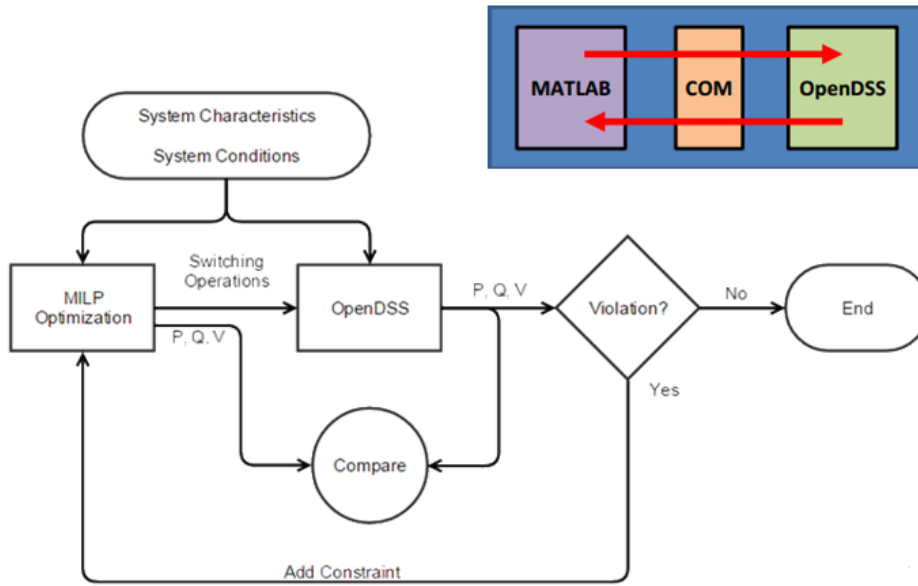 MATLAB
COM
OpenDSS
System Characteristics
System Conditions
Switching
Operations
MILP
Optimization
OpenDSS
P, Q, V
P, Q, V
Violation?
No
End
Yes
Compare
Add Constraint